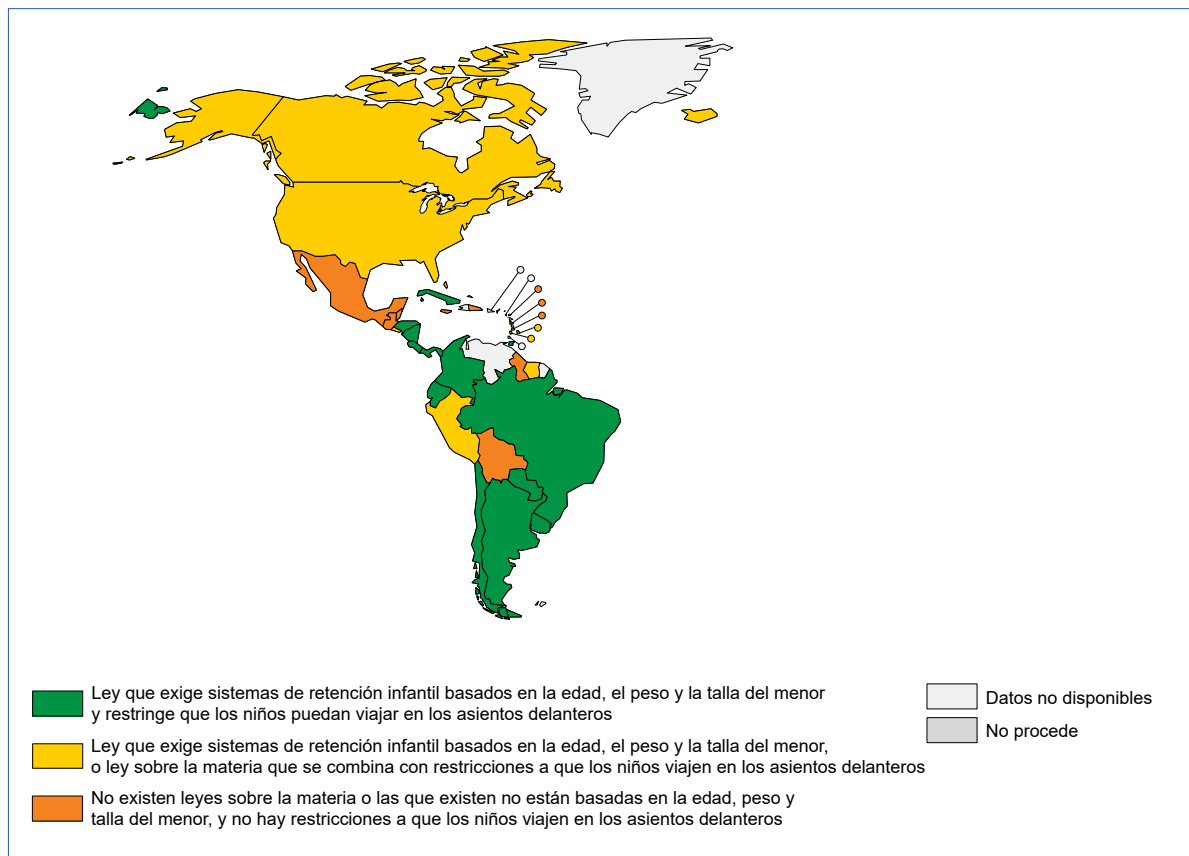 Ley que exige sistemas de retención infantil basados en la edad, el peso y la talla del menor
y restringe que los niños puedan viajar en los asientos delanteros
Ley que exige sistemas de retención infantil basados en la edad, el peso y la talla del menor,
o ley sobre la materia que se combina con restricciones a que los niños viajen en los asientos delanteros
No existen leyes sobre la materia o las que existen no están basadas en la edad, peso y
talla del menor, y no hay restricciones a que los niños viajen en los asientos delanteros
Datos no disponibles
No procede